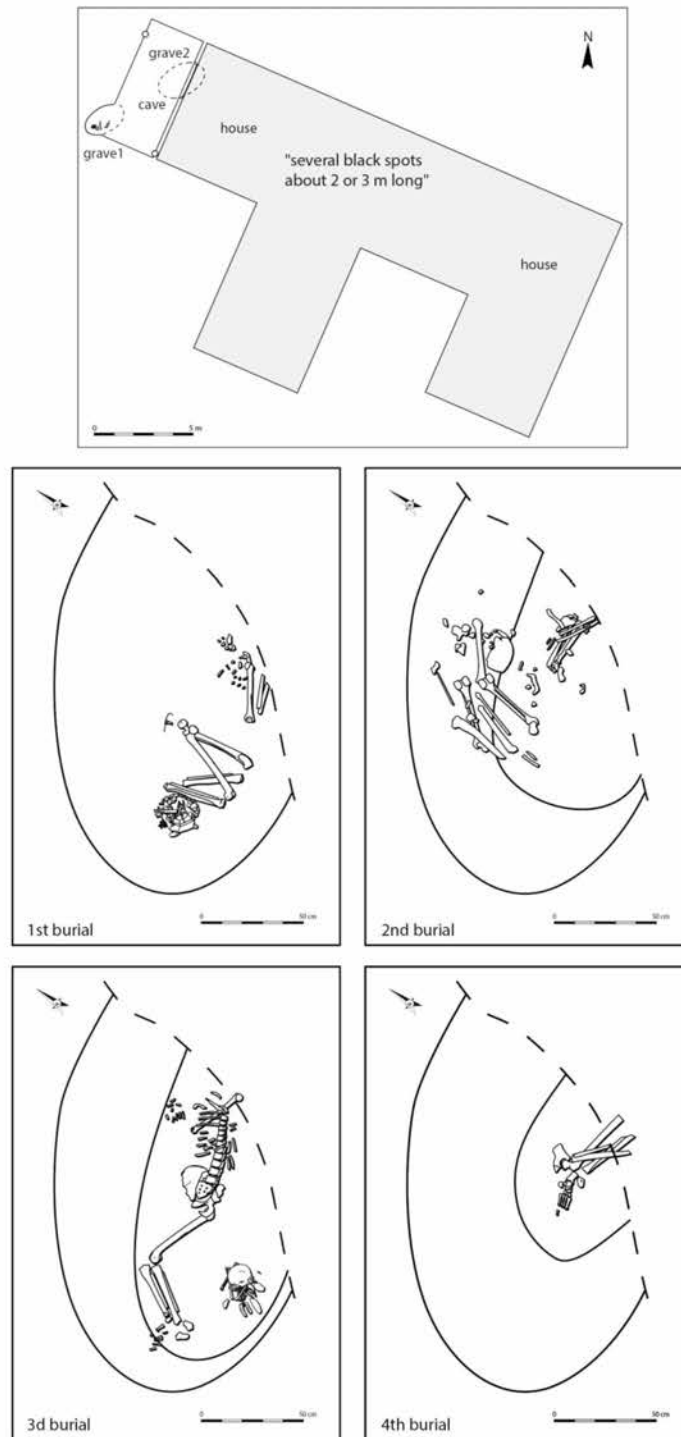 N
grave2
cave
grave1
house
"several black spots
about 2 or 3 m long"
house
0 5 m
1st burial
0 50 cm
2nd burial
0 50 cm
3d burial
0 50 cm
4th burial
0 50 cm